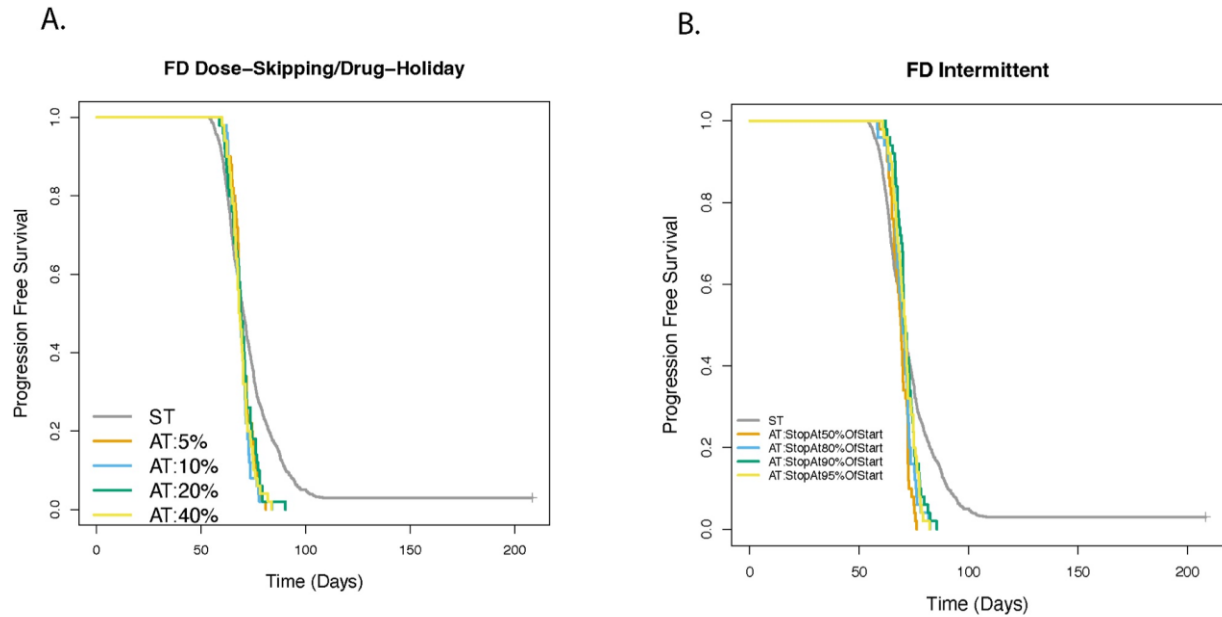 A.
FD Dose-Skipping/Drug-Holiday
Progression Free Survival
1.0
0.8
0.6
0.4
0.2
0.0
ST
AT:5%
AT:10%
AT:20%
AT:40%
0
50
100
150
200
Time (Days)
B.
FD Intermittent
Progression Free Survival
1.0
0.8
0.6
0.4
0.2
0.0
ST
AT:StopAt50%OfStart
AT:StopAt80%OfStart
AT:StopAt90%OfStart
AT:StopAt95%OfStart
0
50
100
150
200
Time (Days)